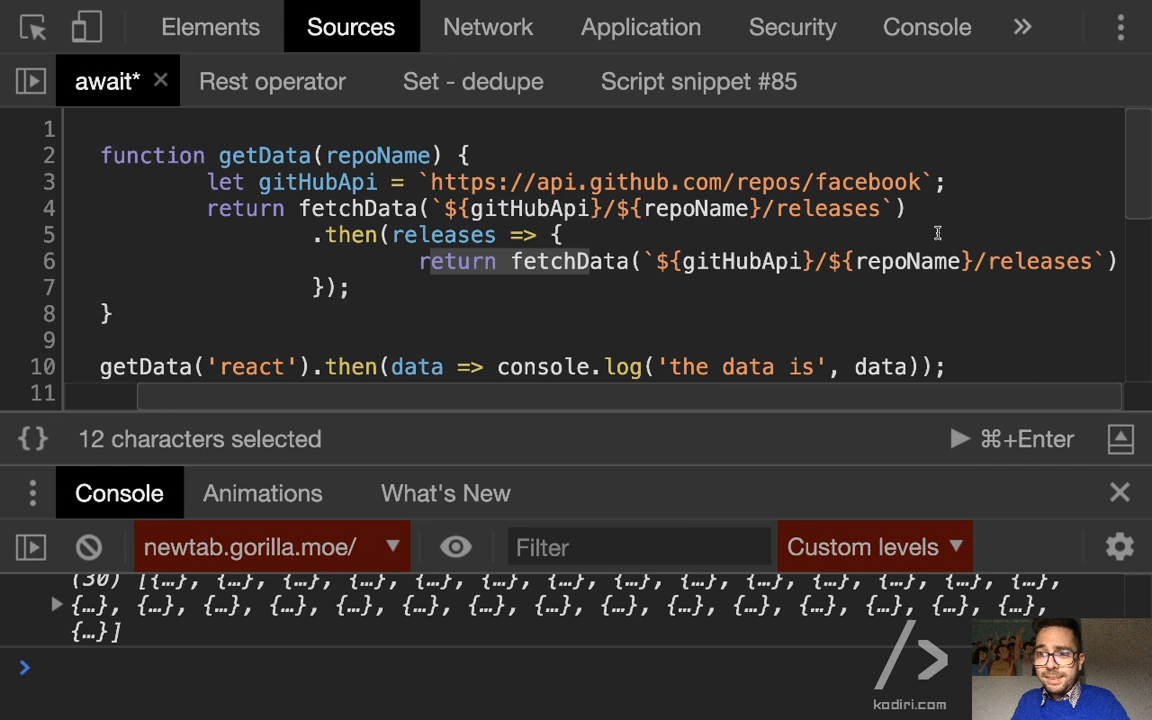 Elements Sources Network Application Security Console »
await* × Rest operator Set - dedupe Script snippet #85
1
2 function getData(repoName) {
3 let gitHubApi = `https://api.github.com/repos/facebook`;
4 return fetchData(`${gitHubApi}/${repoName}/releases`)
5 .then(releases => {
6 return fetchData(`${gitHubApi}/${repoName}/releases`)
7 });
8 }
9
10 getData('react').then(data => console.log('the data is', data));
11
{} 12 characters selected ⌘+Enter
Console Animations What's New
newtab.gorilla.moe/ Filter Custom levels
(30) [{…}, {…}, {…}, {…}, {…}, {…}, {…}, {…}, {…}, {…}, {…}, {…}, {…}, {…},
{…}, {…}, {…}, {…}, {…}, {…}, {…}, {…}, {…}, {…}, {…}, {…}, {…}, {…}, {…},
{…}]
>
kodiri.com